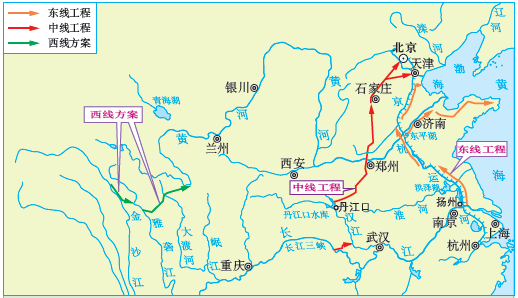 东线工程
中线工程
西线方案
辽
河
滦
河
北京
天津
渤
海
黄
海
银川
石家庄
青海湖
黄
河
黄
河
京
杭
运
河
济南
东平湖
西线方案
兰州
西安
郑州
东线工程
中线工程
洪泽湖
丹江口
丹江口水库
汉
江
淮
河
扬州
南京
上海
金
沙
江
雅
砻
江
大
渡
河
岷
江
长
江
长江三峡
武汉
重庆
杭州